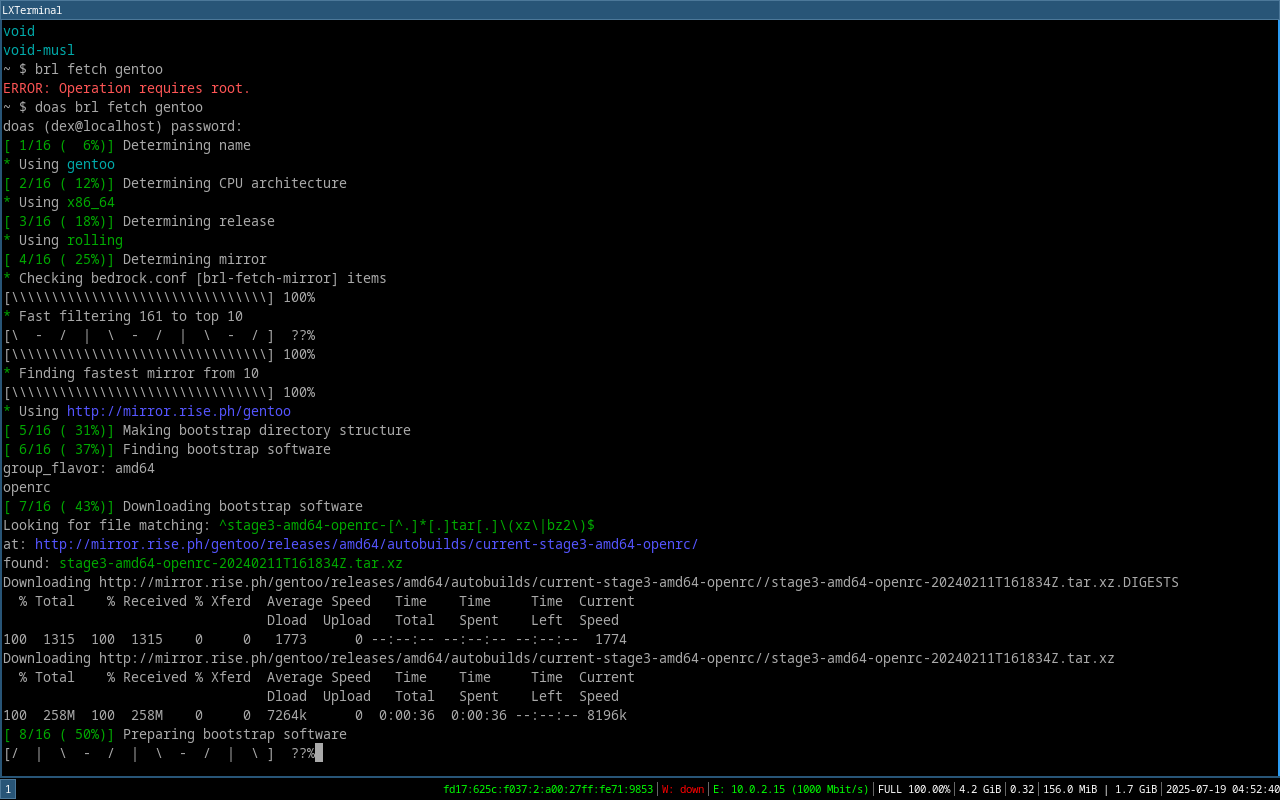 LXTerminal
void
void-musl
~ $ brl fetch gentoo
ERROR: Operation requires root.
~ $ doas brl fetch gentoo
doas (dex@localhost) password:
[ 1/16 (  6%)] Determining name
* Using gentoo
[ 2/16 ( 12%)] Determining CPU architecture
* Using x86_64
[ 3/16 ( 18%)] Determining release
* Using rolling
[ 4/16 ( 25%)] Determining mirror
* Checking bedrock.conf [brl-fetch-mirror] items
[\\\\\\\\\\\\\\\\\\\\\\\\\\\\\\\\] 100%
* Fast filtering 161 to top 10
[\  -  /  |  \  -  /  |  \  -  / ]  ??%
[\\\\\\\\\\\\\\\\\\\\\\\\\\\\\\\\] 100%
* Finding fastest mirror from 10
[\\\\\\\\\\\\\\\\\\\\\\\\\\\\\\\\] 100%
* Using http://mirror.rise.ph/gentoo
[ 5/16 ( 31%)] Making bootstrap directory structure
[ 6/16 ( 37%)] Finding bootstrap software
group_flavor: amd64
openrc
[ 7/16 ( 43%)] Downloading bootstrap software
Looking for file matching: ^stage3-amd64-openrc-[^.]*[.]tar[.]\(xz\|bz2\)$
at: http://mirror.rise.ph/gentoo/releases/amd64/autobuilds/current-stage3-amd64-openrc/
found: stage3-amd64-openrc-20240211T161834Z.tar.xz
Downloading http://mirror.rise.ph/gentoo/releases/amd64/autobuilds/current-stage3-amd64-openrc//stage3-amd64-openrc-20240211T161834Z.tar.xz.DIGESTS
  % Total    % Received % Xferd  Average Speed   Time    Time     Time  Current
                                 Dload  Upload   Total   Spent    Left  Speed
100  1315  100  1315    0     0   1773      0 --:--:-- --:--:-- --:--:--  1774
Downloading http://mirror.rise.ph/gentoo/releases/amd64/autobuilds/current-stage3-amd64-openrc//stage3-amd64-openrc-20240211T161834Z.tar.xz
  % Total    % Received % Xferd  Average Speed   Time    Time     Time  Current
                                 Dload  Upload   Total   Spent    Left  Speed
100  258M  100  258M    0     0  7264k      0  0:00:36  0:00:36 --:--:-- 8196k
[ 8/16 ( 50%)] Preparing bootstrap software
[/  |  \  -  /  |  \  -  /  |  \ ]  ??%
1 fd17:625c:f037:2:a00:27ff:fe71:9853 | W: down | E: 10.0.2.15 (1000 Mbit/s) | FULL 100.00% | 4.2 GiB | 0.32 | 156.0 MiB | 1.7 GiB | 2025-07-19 04:52:40